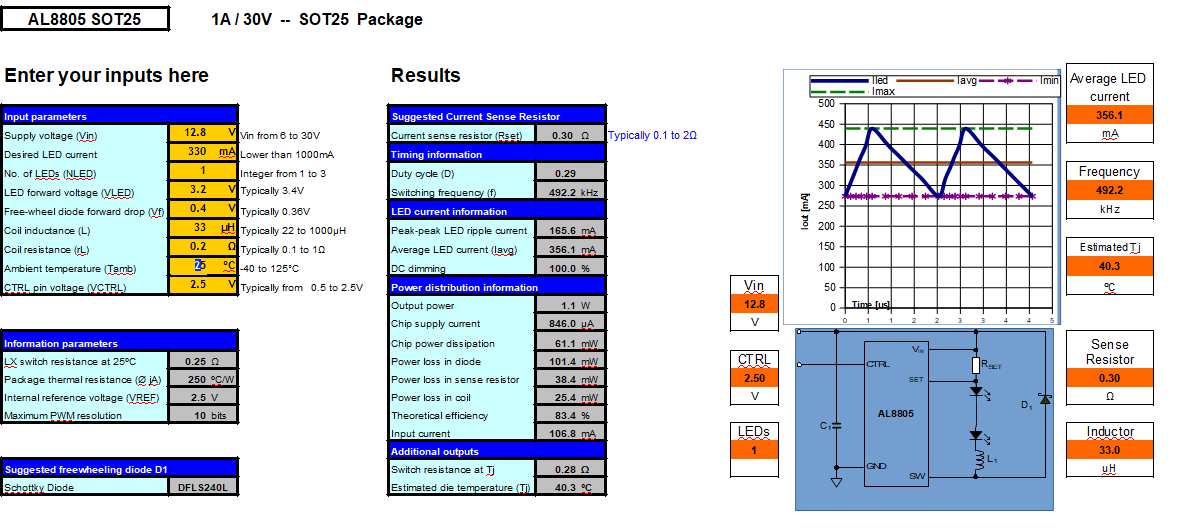 AL8805 SOT25
1A / 30V -- SOT25 Package
Enter your inputs here
Input parameters
Supply voltage (Vin) 12.8 V Vin from 6 to 30V
Desired LED current 330 mA Lower than 1000mA
No. of LEDs (NLED) 1 Integer from 1 to 3
LED forward voltage (VLED) 3.2 V Typically 3.4V
Free-wheel diode forward drop (Vf) 0.4 V Typically 0.36V
Coil inductance (L) 33 µH Typically 22 to 1000µH
Coil resistance (rL) 0.2 Ω Typically 0.1 to 1Ω
Ambient temperature (Tamb) 25 ºC -40 to 125°C
CTRL pin voltage (VCTRL) 2.5 V Typically from 0.5 to 2.5V
Information parameters
LX switch resistance at 25ºC 0.25 Ω
Package thermal resistance (Ø jA) 250 ºC/W
Internal reference voltage (VREF) 2.5 V
Maximum PWM resolution 10 bits
Suggested freewheeling diode D1
Schottky Diode DFLS240L
Results
Suggested Current Sense Resistor
Current sense resistor (Rset) 0.30 Ω Typically 0.1 to 2Ω
Timing information
Duty cycle (D) 0.29
Switching frequency (f) 492.2 kHz
LED current information
Peak-peak LED ripple current 165.6 mA
Average LED current (Iavg) 356.1 mA
DC dimming 100.0 %
Power distribution information
Output power 1.1 W
Chip supply current 846.0 µA
Chip power dissipation 61.1 mW
Power loss in diode 101.4 mW
Power loss in sense resistor 38.4 mW
Power loss in coil 25.4 mW
Theoretical efficiency 83.4 %
Input current 106.8 mA
Additional outputs
Switch resistance at Tj 0.28 Ω
Estimated die temperature (Tj) 40.3 ºC
Iled Iavg Imin
Imax
500
450
400
350
300
250
200
150
100
50
0
Iout [mA]
Time [us]
0 1 1 2 2 3 3 4 4 5
Average LED
current
356.1
mA
Frequency
492.2
kHz
Estimated Tj
40.3
ºC
Vin
12.8
V
CTRL
2.50
V
LEDs
1
VIN
CTRL
RSET
SET
D1
AL8805
C1
L1
GND
SW
Sense
Resistor
0.30
Ω
Inductor
33.0
uH